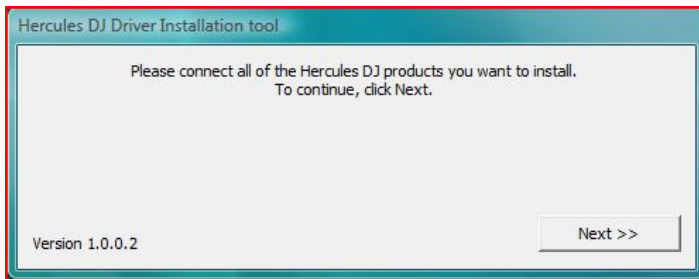 Hercules DJ Driver Installation tool
Please connect all of the Hercules DJ products you want to install.
To continue, click Next.
Version 1.0.0.2
Next >>